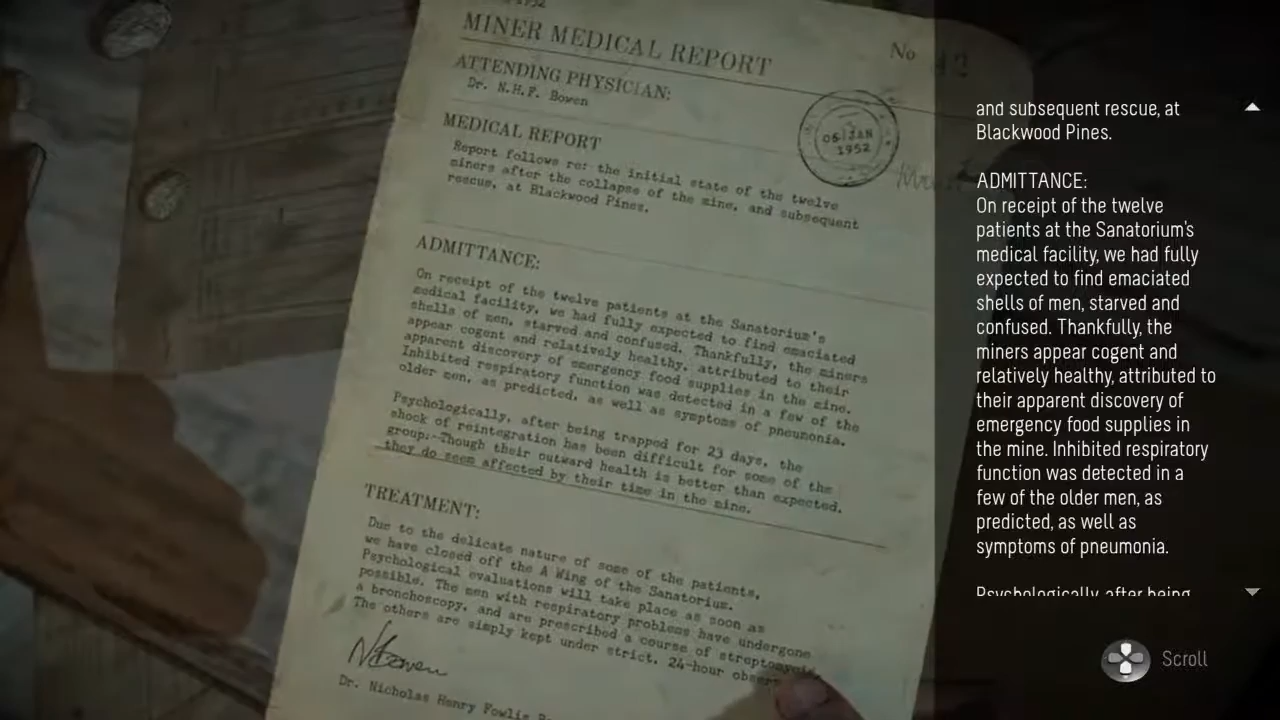 1952
MINER MEDICAL REPORT
No 42
ATTENDING PHYSICIAN:
Dr. N.H.F. Bowen
05 JAN
1952
MEDICAL REPORT
Report follows re: the initial state of the twelve
miners after the collapse of the mine, and subsequent
rescue, at Blackwood Pines.
ADMITTANCE:
On receipt of the twelve patients at the Sanatorium's
medical facility, we had fully expected to find emaciated
shells of men, starved and confused. Thankfully, the miners
appear cogent and relatively healthy, attributed to their
apparent discovery of emergency food supplies in the mine.
Inhibited respiratory function was detected in a few of the
older men, as predicted, as well as symptoms of pneumonia.
Psychologically, after being trapped for 23 days, the
shock of reintegration has been difficult for some of the
group. Though their outward health is better than expected,
they do seem affected by their time in the mine.
TREATMENT:
Due to the delicate nature of some of the patients,
we have closed off the A Wing of the Sanatorium.
Psychological evaluations will take place as soon as
possible. The men with respiratory problems have undergone
a bronchoscopy, and are prescribed a course of
The others are simply kept under strict, 24-hour
NBowen
Dr. Nicholas Henry Fowlis
and subsequent rescue, at
Blackwood Pines.
ADMITTANCE:
On receipt of the twelve
patients at the Sanatorium's
medical facility, we had fully
expected to find emaciated
shells of men, starved and
confused. Thankfully, the
miners appear cogent and
relatively healthy, attributed to
their apparent discovery of
emergency food supplies in
the mine. Inhibited respiratory
function was detected in a
few of the older men, as
predicted, as well as
symptoms of pneumonia.
Psychologically, after being
Scroll